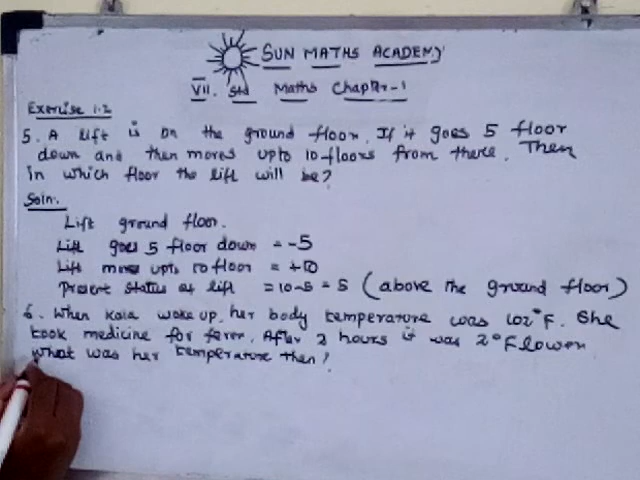 SUN MATHS ACADEMY
VII. Std Maths Chapter-1
Exercise 1.2
5. A lift is on the ground floor. If it goes 5 floor
down and then moves upto 10 floors from there. Then
in which floor the lift will be?
Soln.
Lift ground floor.
Lift goes 5 floor down = -5
Lift moves upto 10 floor = +10
Present status of lift = 10-5 = 5 (above the ground floor)
6. When Kala woke up, her body temperature was 102°F. She
took medicine for fever. After 2 hours it was 2°F lower.
What was her temperature then?